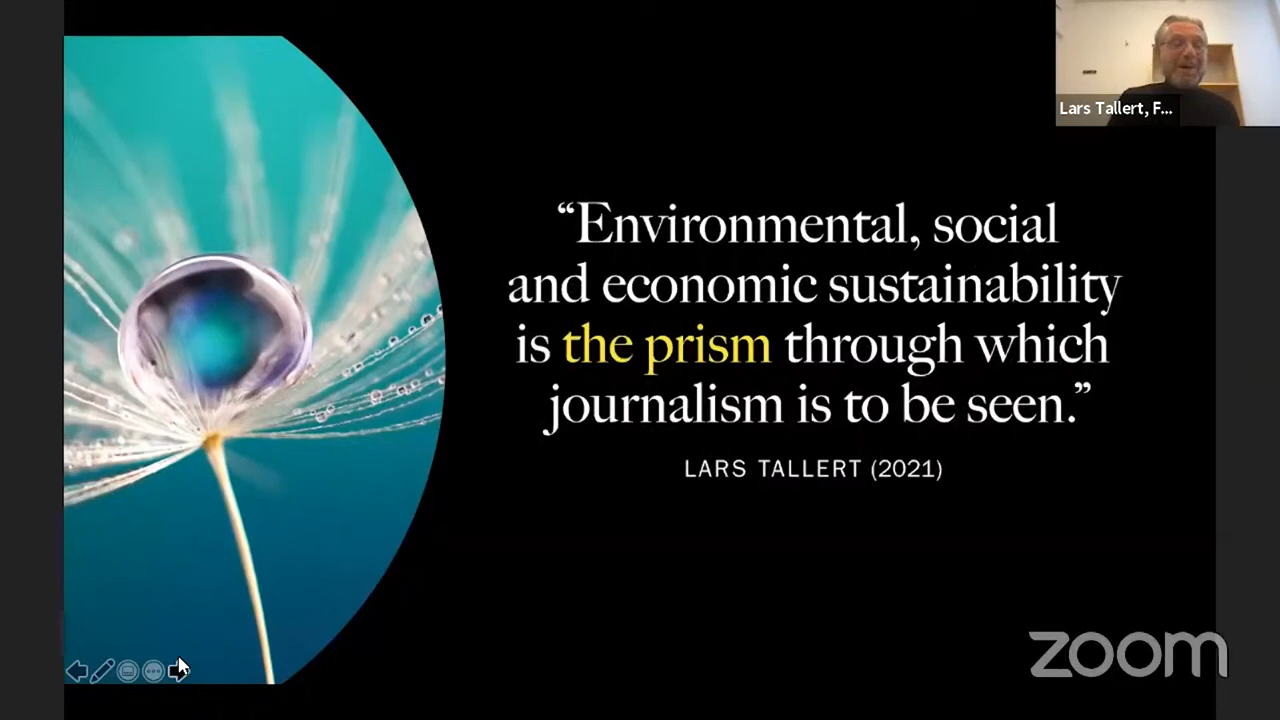 Lars Tallert, F...
“Environmental, social
and economic sustainability
is the prism through which
journalism is to be seen.”
LARS TALLERT (2021)
zoom